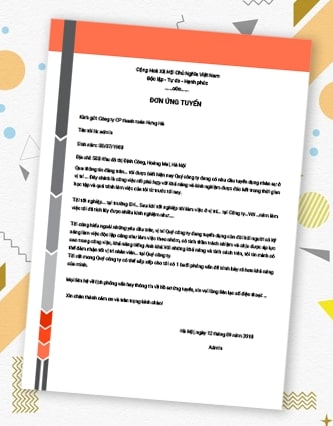 Cộng Hoà Xã Hội Chủ Nghĩa Việt Nam
Độc lập - Tự do - Hạnh phúc
ĐƠN ỨNG TUYỂN
Kính gửi: Công ty CP thanh toán Hưng Hà
Tên tôi là: admin
Sinh năm: 05/07/1988
Địa chỉ: Khu đô thị Định Công, Hoàng Mai, Hà Nội
Qua thông tin đăng trên... tôi được biết hiện nay Quý công ty đang có nhu cầu tuyển dụng nhân sự ở
vị trí ... Đây chính là công việc rất phù hợp với khả năng và kinh nghiệm được đúc kết trong thời gian
học tập và quá trình làm việc của tôi từ trước tới nay.
Tôi tốt nghiệp... tại trường ĐH... Sau khi tốt nghiệp tôi làm việc ở vị trí... tại Công ty...Với...năm làm
việc tôi đã tích lũy được nhiều kinh nghiệm như:...
Tôi cũng hiểu ngoài những yêu cầu trên, vị trí Quý công ty đang tuyển dụng cần đòi hỏi người có kỹ
năng làm việc độc lập cũng như làm việc theo nhóm, có tinh thần trách nhiệm và chịu được áp lực
cao trong công việc, khả năng tiếng Anh khá. Với những khả năng và tính cách trên, tôi tin mình có
thể đảm nhận tốt vị trí nhân viên... tại Quý công ty.
Tôi rất mong Quý công ty có thể sắp xếp cho tôi có 1 buổi phỏng vấn để trình bày rõ hơn khả năng
của mình.
Mọi liên hệ về lịch phỏng vấn hay thông tin về hồ sơ ứng tuyển, xin vui lòng liên lạc số điện thoại ...
Xin chân thành cảm ơn và trân trọng kính chào!
Hà Nội, ngày 12 tháng 09 năm 2018
Admin